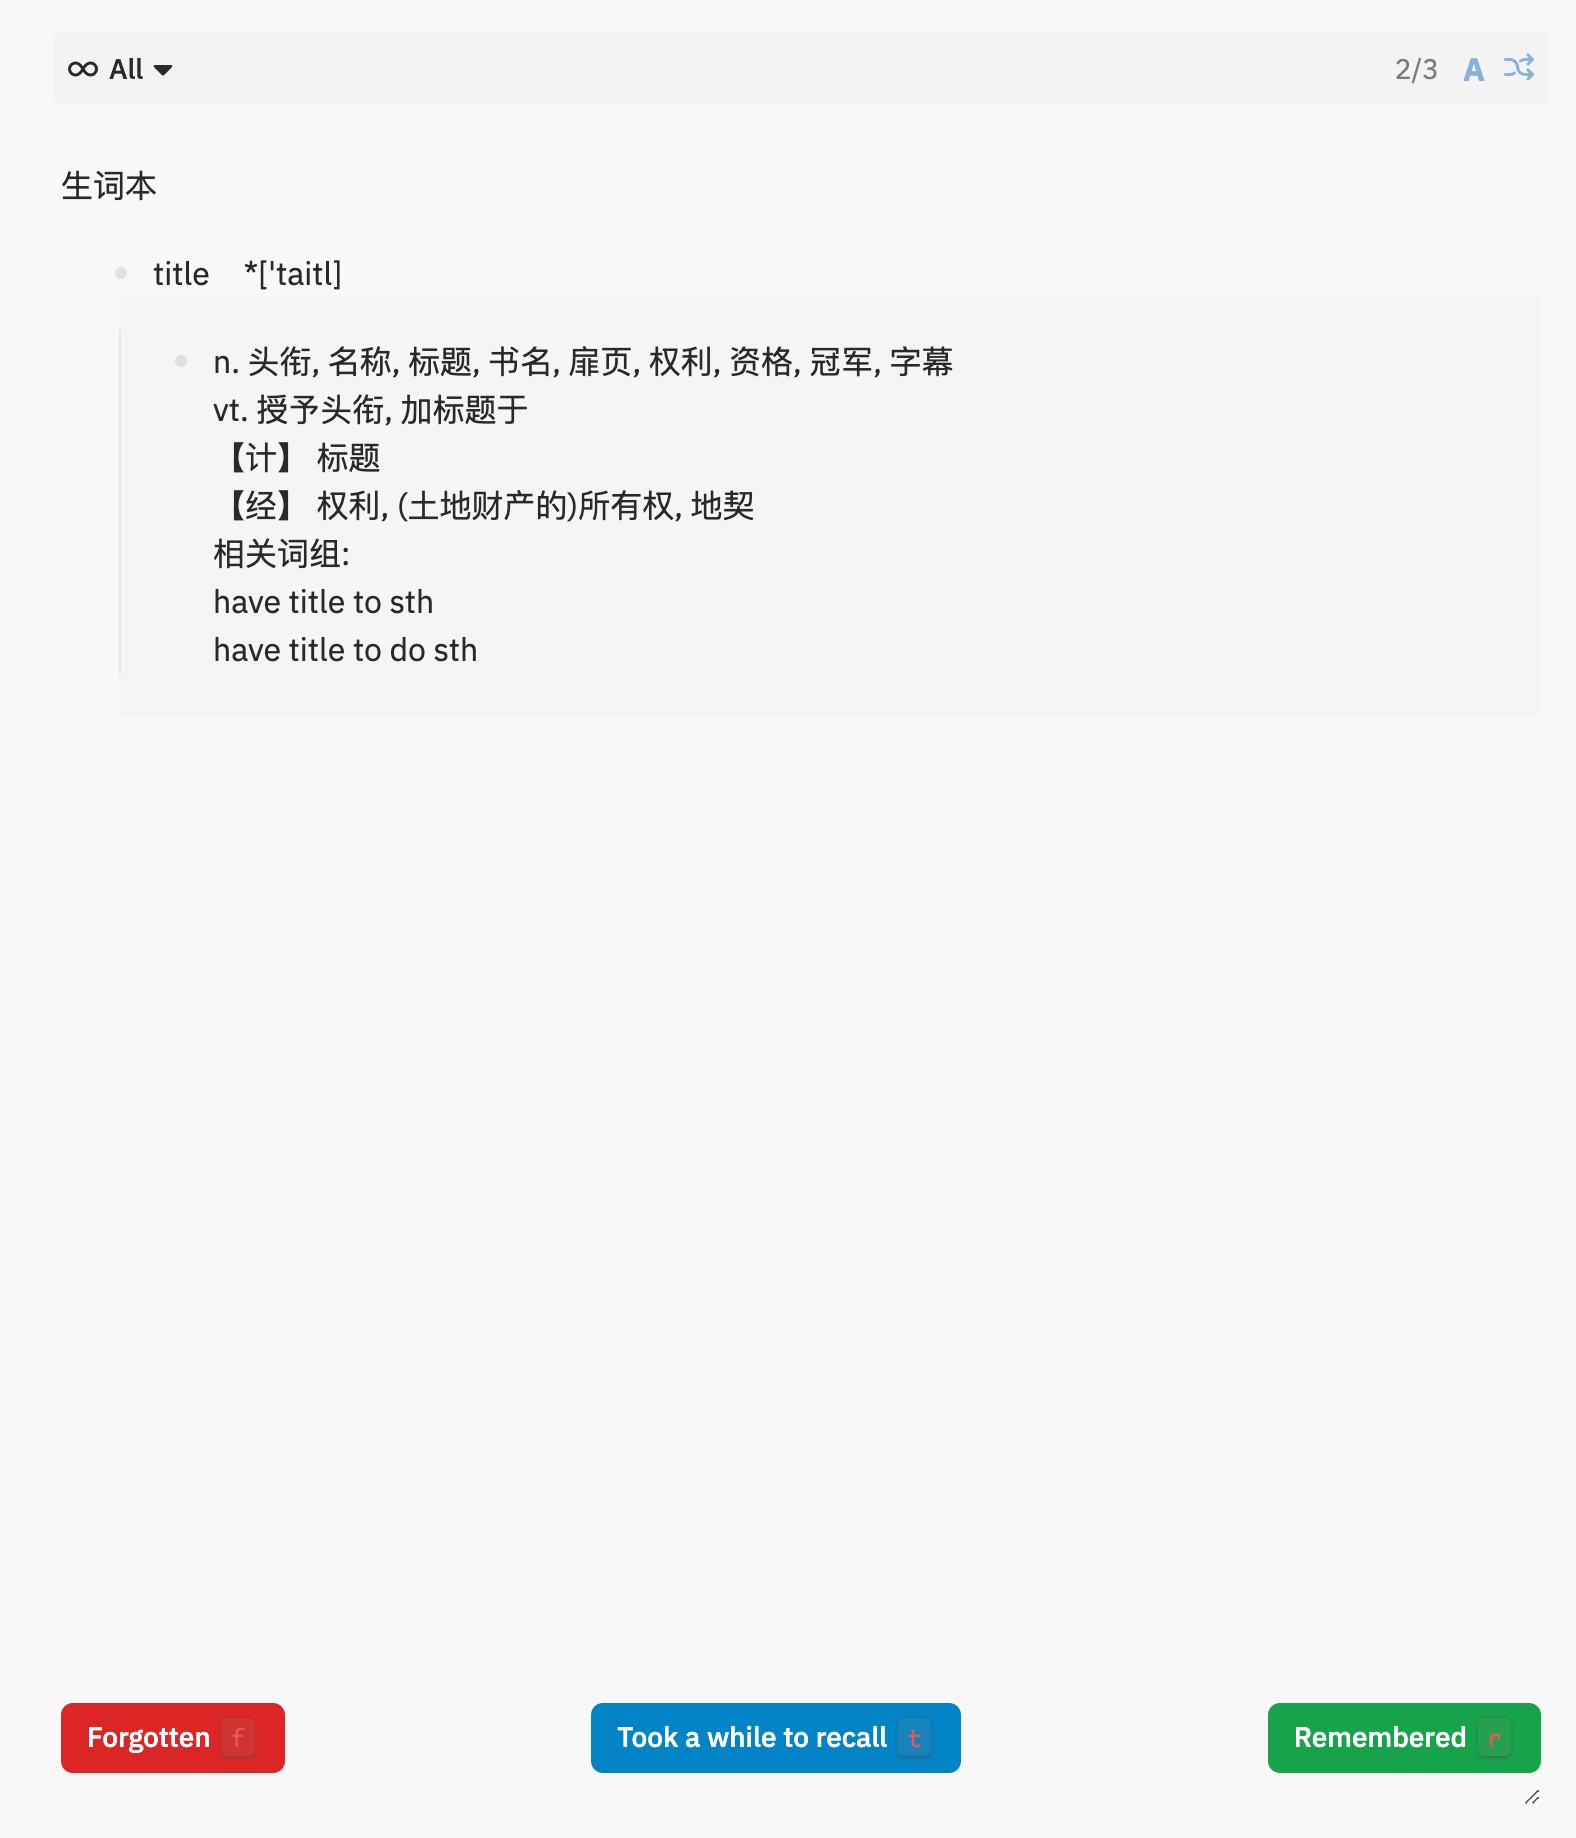 ∞ All
2/3 A
生词本
title *['taitl]
n. 头衔, 名称, 标题, 书名, 扉页, 权利, 资格, 冠军, 字幕
vt. 授予头衔, 加标题于
【计】 标题
【经】 权利, (土地财产的)所有权, 地契
相关词组:
have title to sth
have title to do sth
Forgotten f
Took a while to recall t
Remembered r